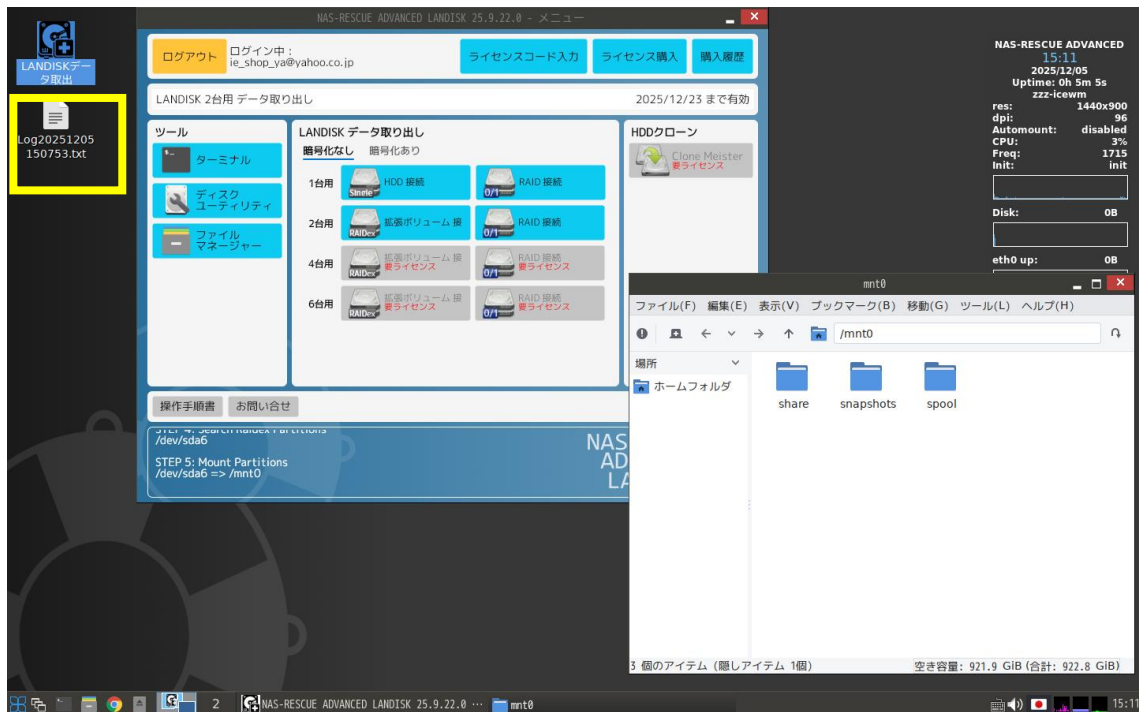 LANDISKデー
タ取出
Log20251205
150753.txt
NAS-RESCUE ADVANCED LANDISK 25.9.22.0 - メニュー
ログアウト
ログイン中 :
ie_shop_ya@yahoo.co.jp
ライセンスコード入力
ライセンス購入
購入履歴
LANDISK 2台用 データ取り出し
2025/12/23 まで有効
ツール
ターミナル
ディスク
ユーティリティ
ファイル
マネージャー
LANDISK データ取り出し
暗号化なし 暗号化あり
1台用
Single
HDD 接続
0/1
RAID 接続
2台用
RAIDex
拡張ボリューム 接
0/1
RAID 接続
4台用
RAIDex
拡張ボリューム 接
要ライセンス
0/1
RAID 接続
要ライセンス
6台用
RAIDex
拡張ボリューム 接
要ライセンス
0/1
RAID 接続
要ライセンス
HDDクローン
Clone Meister
要ライセンス
操作手順書
お問い合せ
STEP 4: Search Raidex Partitions
/dev/sda6
STEP 5: Mount Partitions
/dev/sda6 => /mnt0
NAS
AD
LA
NAS-RESCUE ADVANCED
15:11
2025/12/05
Uptime: 0h 5m 5s
zzz-icewm
res: 1440x900
dpi: 96
Automount: disabled
CPU: 3%
Freq: 1715
Init: init
Disk: 0B
eth0 up: 0B
mnt0
ファイル(F) 編集(E) 表示(V) ブックマーク(B) 移動(G) ツール(L) ヘルプ(H)
/mnt0
場所
ホームフォルダ
share
snapshots
spool
3 個のアイテム (隠しアイテム 1個)
空き容量: 921.9 GiB (合計: 922.8 GiB)
2
NAS-RESCUE ADVANCED LANDISK 25.9.22.0 ...
mnt0
15:11